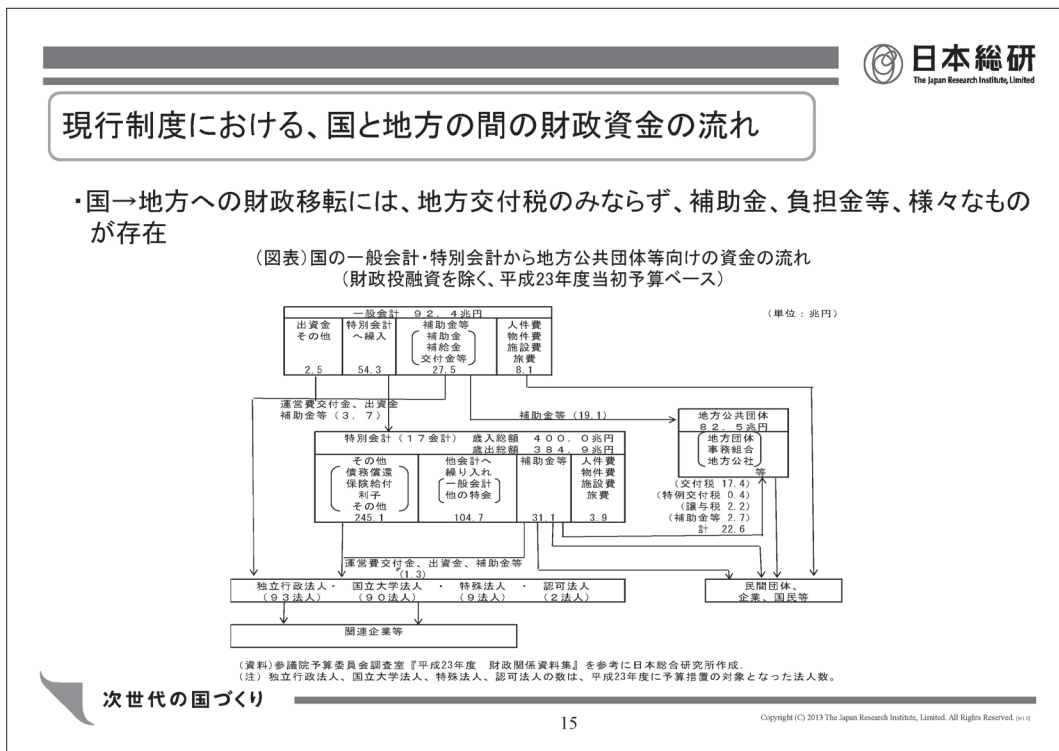 日本総研
The Japan Research Institute, Limited
現行制度における、国と地方の間の財政資金の流れ
・国→地方への財政移転には、地方交付税のみならず、補助金、負担金等、様々なもの
が存在
(図表)国の一般会計・特別会計から地方公共団体等向けの資金の流れ
(財政投融資を除く、平成23年度当初予算ベース)
(単位：兆円)
一般会計 92.4兆円
出資金
その他
2.5
特別会計
へ繰入
54.3
補助金等
補助金
補給金
交付金等
27.5
人件費
物件費
施設費
旅費
8.1
運営費交付金、出資金
補助金等(3.7)
補助金等(19.1)
地方公共団体
82.5兆円
地方団体
事務組合
地方公社
等
特別会計(17会計) 歳入総額 400.0兆円
歳出総額 384.9兆円
その他
債務償還
保険給付
利子
その他
245.1
他会計へ
繰り入れ
一般会計
他の特会
104.7
補助金等
31.1
人件費
物件費
施設費
旅費
3.9
(交付税 17.4)
(特例交付税 0.4)
(譲与税 2.2)
(補助金等 2.7)
計 22.6
運営費交付金、出資金、補助金等
(1.3)
独立行政法人・ 国立大学法人 ・ 特殊法人 ・ 認可法人
(93法人) (90法人) (9法人) (2法人)
民間団体、
企業、国民等
関連企業等
(資料)参議院予算委員会調査室『平成23年度 財政関係資料集』を参考に日本総合研究所作成.
(注) 独立行政法人、国立大学法人、特殊法人、認可法人の数は、平成23年度に予算措置の対象となった法人数。
次世代の国づくり
15
Copyright (C) 2013 The Japan Research Institute, Limited. All Rights Reserved. [tv1.0]